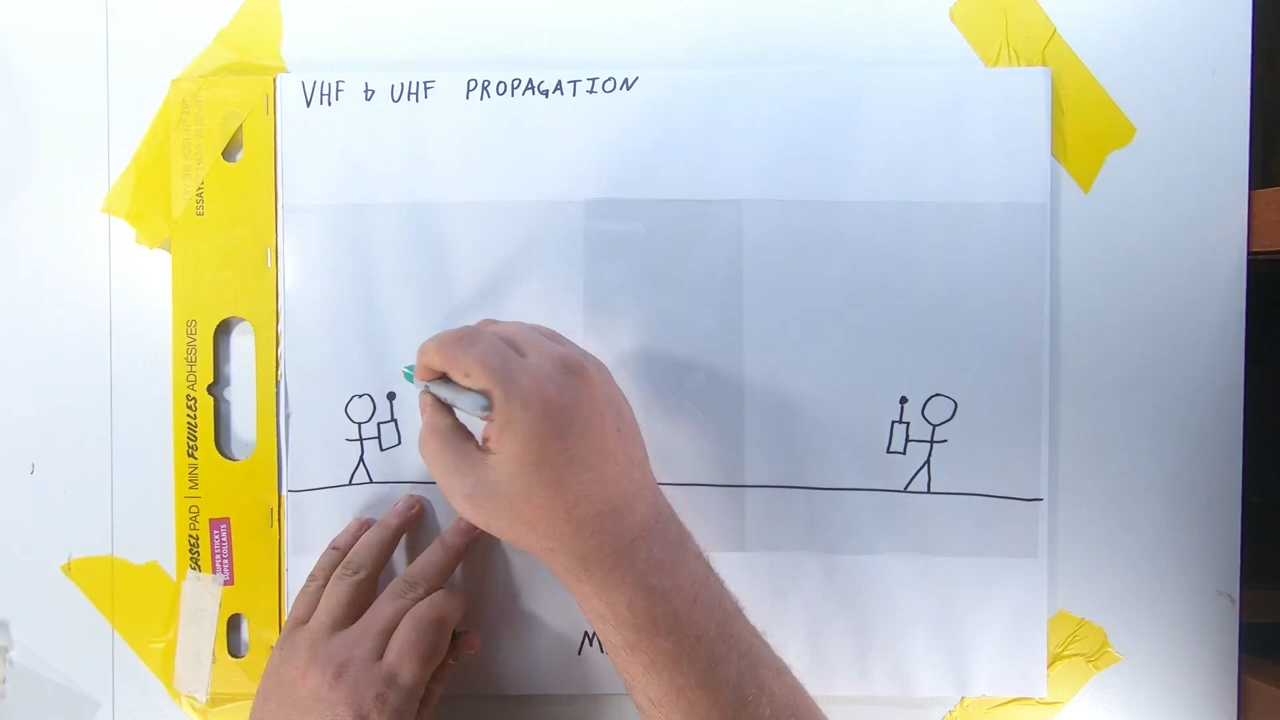 VHF & UHF PROPAGATION
EASEL PAD | MINI FEUILLES ADHÉSIVES
SUPER STICKY
SUPER COLLANTS